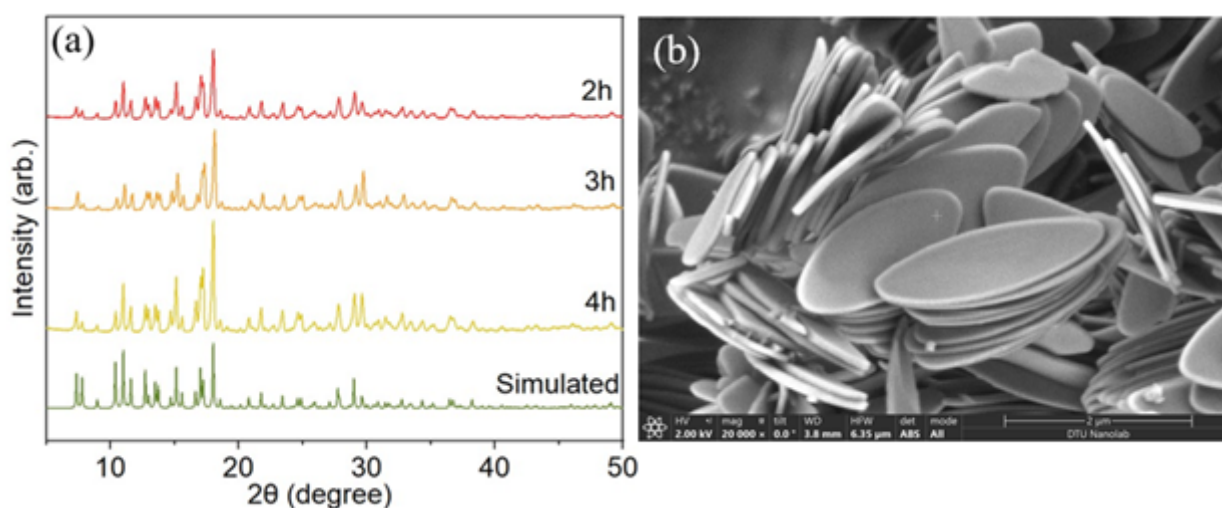 (a)
2h
3h
4h
Simulated
Intensity (arb.)
10 20 30 40 50
2θ (degree)
(b)
HV mag WD HFW det mode
2.00 kV 20 000 × 0.0 ° 3.8 mm 6.35 µm ABS All
tilt
2 µm
DTU Nanolab